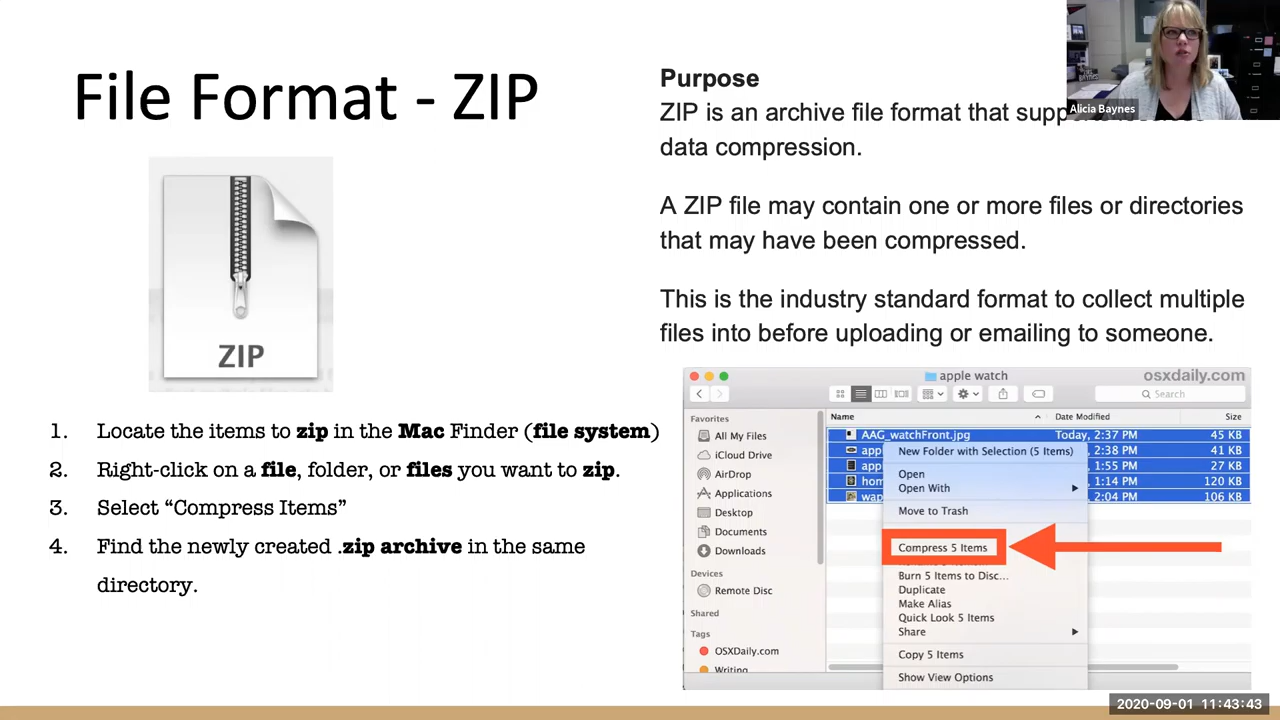 File Format - ZIP
ZIP
1. Locate the items to zip in the Mac Finder (file system)
2. Right-click on a file, folder, or files you want to zip.
3. Select “Compress Items”
4. Find the newly created .zip archive in the same
directory.
Purpose
ZIP is an archive file format that
data compression.
A ZIP file may contain one or more files or directories
that may have been compressed.
This is the industry standard format to collect multiple
files into before uploading or emailing to someone.
Alicia Baynes
apple watch
osxdaily.com
Search
Favorites
All My Files
iCloud Drive
AirDrop
Applications
Desktop
Documents
Downloads
Devices
Remote Disc
Shared
Tags
OSXDaily.com
Writing
Name Date Modified Size
AAG_watchFront.jpg Today, 2:37 PM 45 KB
app 2:38 PM 41 KB
app 1:55 PM 27 KB
hom 1:14 PM 120 KB
wap 2:04 PM 106 KB
New Folder with Selection (5 Items)
Open
Open With
Move to Trash
Compress 5 Items
Burn 5 Items to Disc...
Duplicate
Make Alias
Quick Look 5 Items
Share
Copy 5 Items
Show View Options
2020-09-01 11:43:43